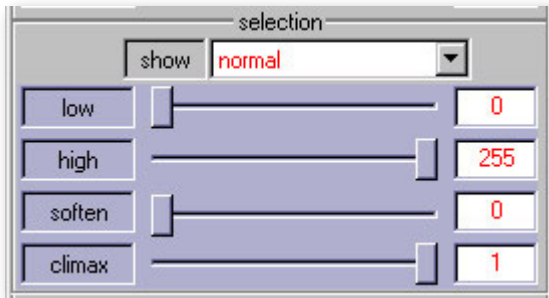 selection
show normal
low 0
high 255
soften 0
climax 1